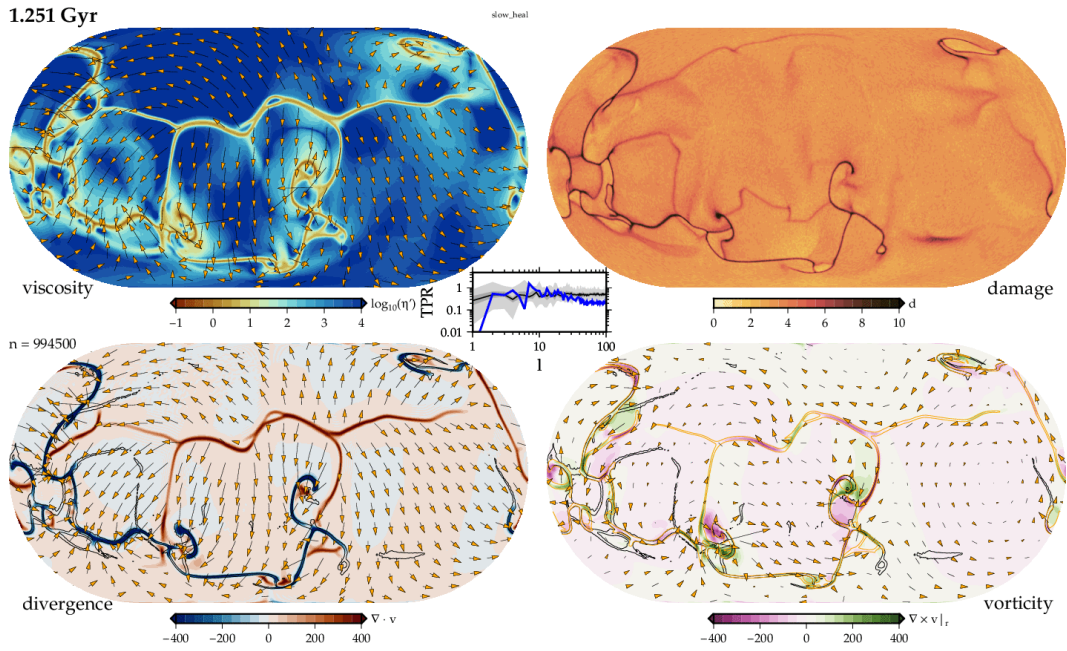 1.251 Gyr
slow_heal
viscosity
log₁₀(η′)
−1 0 1 2 3 4
damage
d
0 2 4 6 8 10
TPR
1
0.1
0.01
1 10 100
l
n = 994500
divergence
∇ · v
−400 −200 0 200 400
vorticity
∇ × v|ᵣ
−400 −200 0 200 400